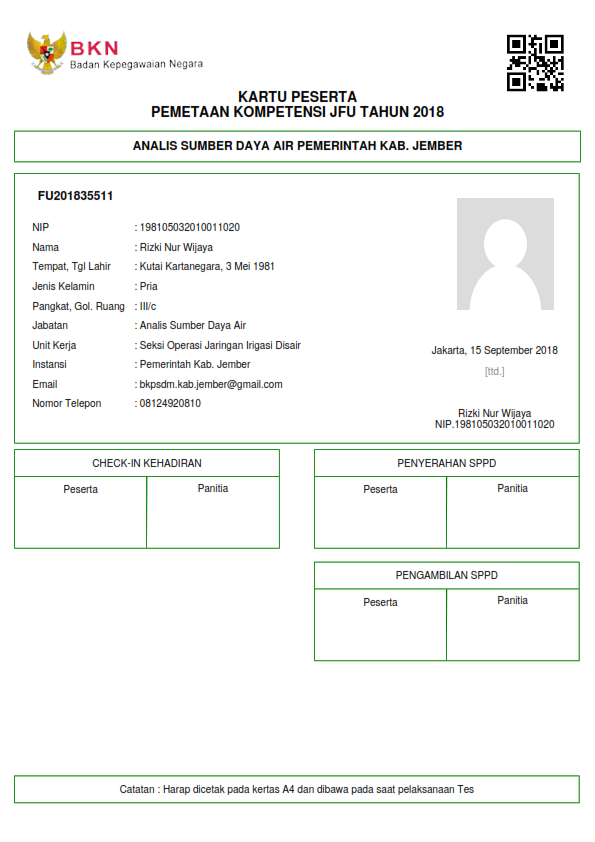 BKN
Badan Kepegawaian Negara
KARTU PESERTA
PEMETAAN KOMPETENSI JFU TAHUN 2018
ANALIS SUMBER DAYA AIR PEMERINTAH KAB. JEMBER
FU201835511
NIP : 198105032010011020
Nama : Rizki Nur Wijaya
Tempat, Tgl Lahir : Kutai Kartanegara, 3 Mei 1981
Jenis Kelamin : Pria
Pangkat, Gol. Ruang : III/c
Jabatan : Analis Sumber Daya Air
Unit Kerja : Seksi Operasi Jaringan Irigasi Disair
Instansi : Pemerintah Kab. Jember
Email : bkpsdm.kab.jember@gmail.com
Nomor Telepon : 08124920810
Jakarta, 15 September 2018
[ttd.]
Rizki Nur Wijaya
NIP.198105032010011020
CHECK-IN KEHADIRAN
Peserta Panitia
PENYERAHAN SPPD
Peserta Panitia
PENGAMBILAN SPPD
Peserta Panitia
Catatan : Harap dicetak pada kertas A4 dan dibawa pada saat pelaksanaan Tes